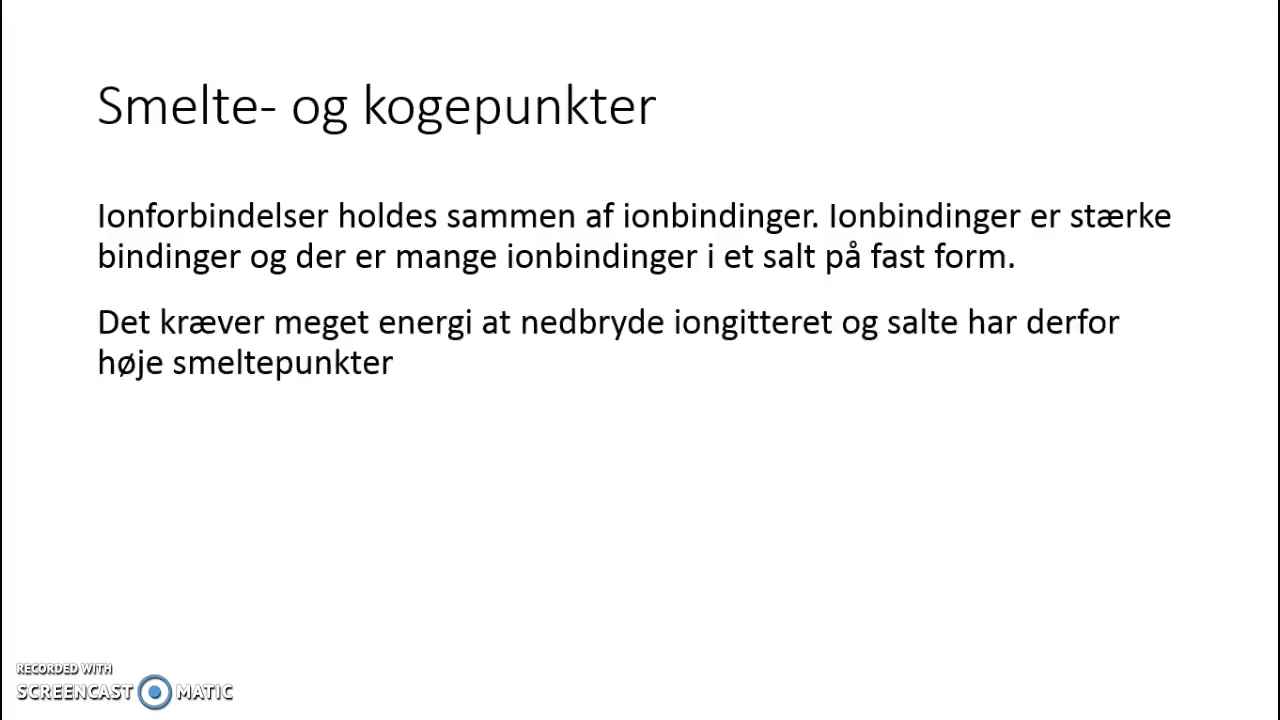 Smelte- og kogepunkter
Ionforbindelser holdes sammen af ionbindinger. Ionbindinger er stærke
bindinger og der er mange ionbindinger i et salt på fast form.
Det kræver meget energi at nedbryde iongitteret og salte har derfor
høje smeltepunkter
RECORDED WITH
SCREENCAST MATIC